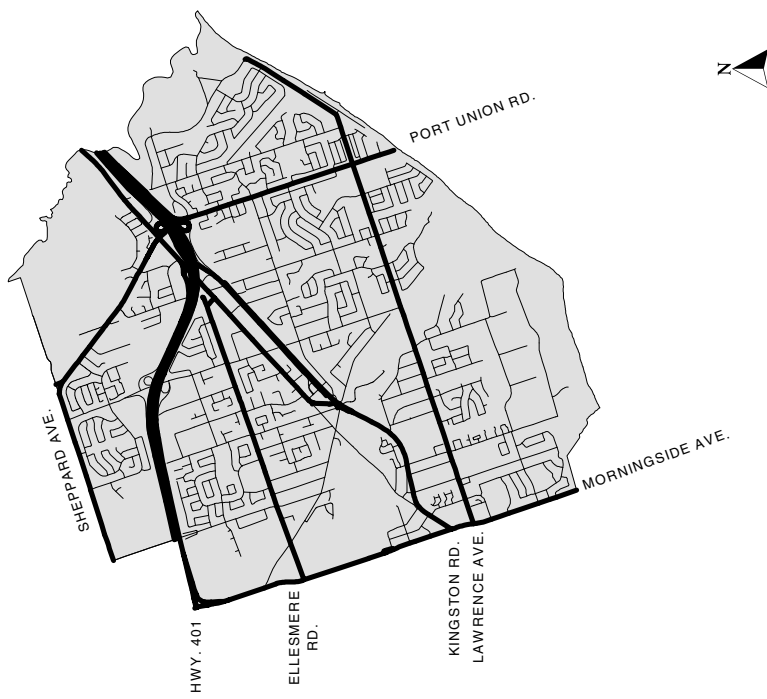 N
PORT UNION RD.
SHEPPARD AVE.
MORNINGSIDE AVE.
HWY. 401
ELLESMERE
RD.
KINGSTON RD.
LAWRENCE AVE.